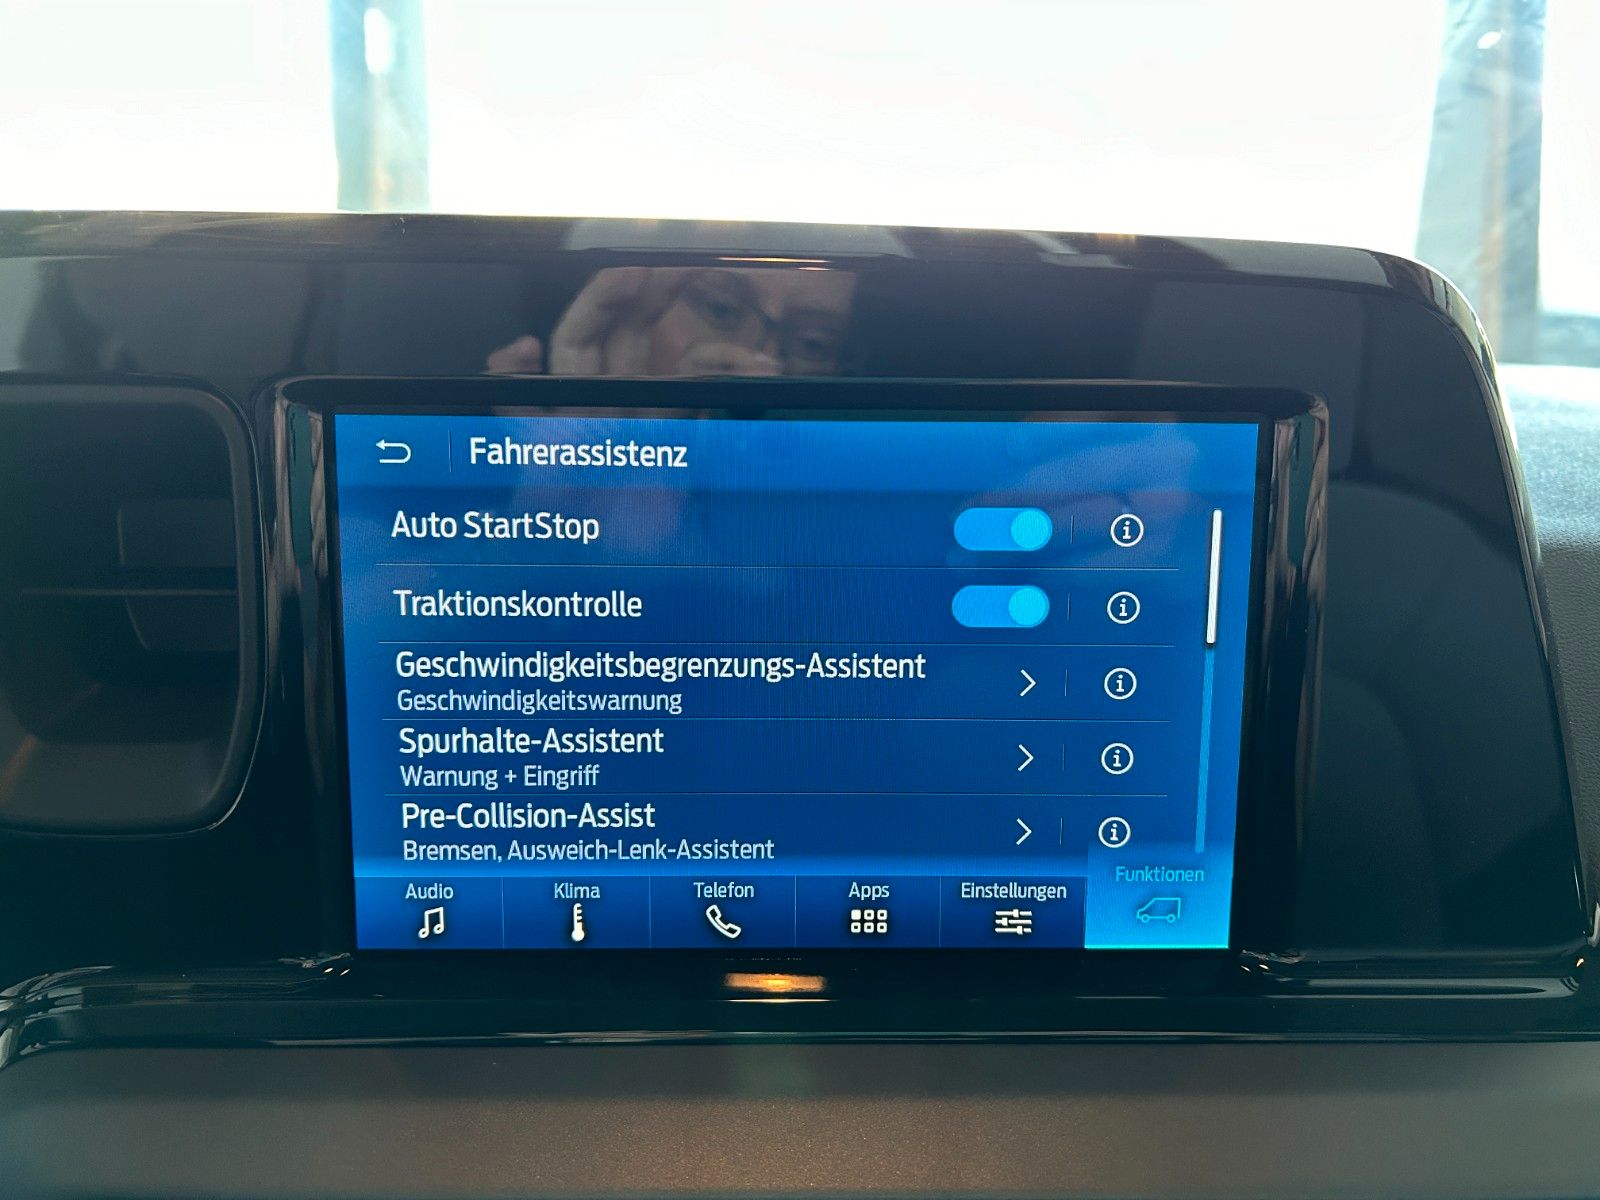 Fahrerassistenz
Auto StartStop
Traktionskontrolle
Geschwindigkeitsbegrenzungs-Assistent
Geschwindigkeitswarnung
Spurhalte-Assistent
Warnung + Eingriff
Pre-Collision-Assist
Bremsen, Ausweich-Lenk-Assistent
Audio
Klima
Telefon
Apps
Einstellungen
Funktionen